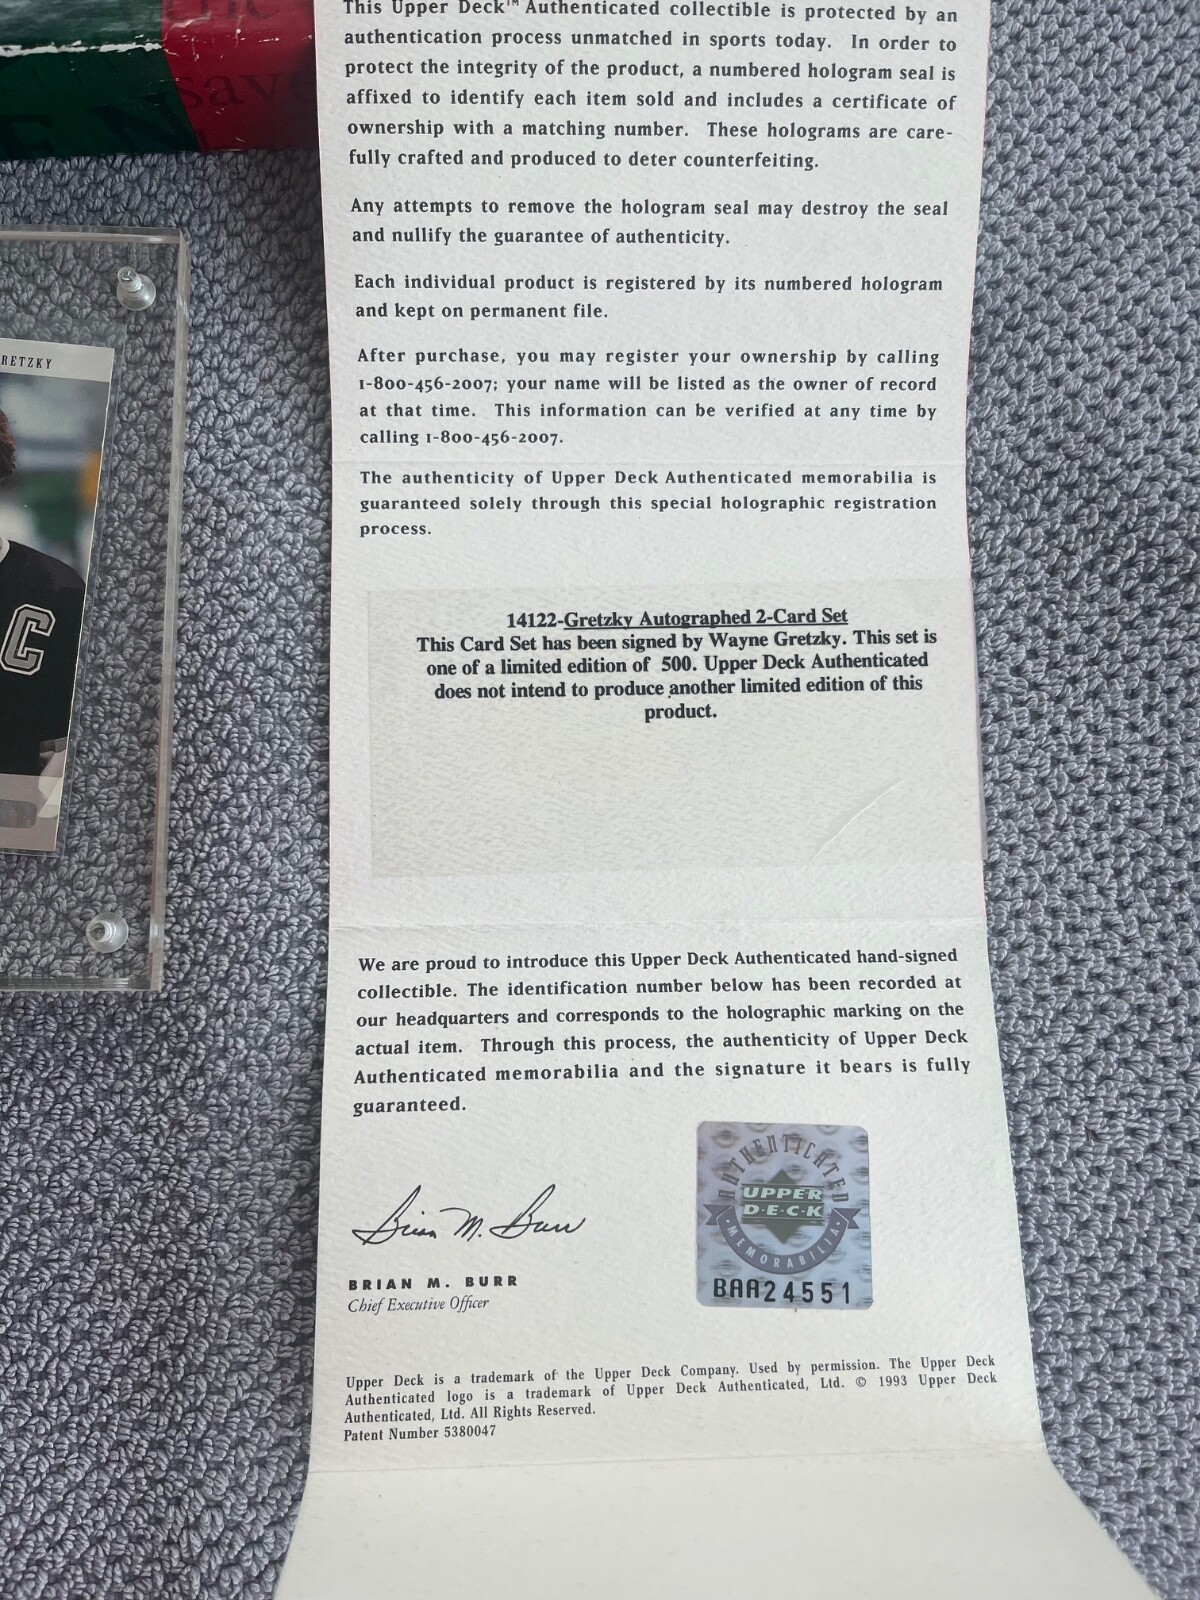 This Upper Deck™ Authenticated collectible is protected by an
authentication process unmatched in sports today. In order to
protect the integrity of the product, a numbered hologram seal is
affixed to identify each item sold and includes a certificate of
ownership with a matching number. These holograms are care-
fully crafted and produced to deter counterfeiting.
Any attempts to remove the hologram seal may destroy the seal
and nullify the guarantee of authenticity.
Each individual product is registered by its numbered hologram
and kept on permanent file.
After purchase, you may register your ownership by calling
1-800-456-2007; your name will be listed as the owner of record
at that time. This information can be verified at any time by
calling 1-800-456-2007.
The authenticity of Upper Deck Authenticated memorabilia is
guaranteed solely through this special holographic registration
process.
14122-Gretzky Autographed 2-Card Set
This Card Set has been signed by Wayne Gretzky. This set is
one of a limited edition of 500. Upper Deck Authenticated
does not intend to produce another limited edition of this
product.
We are proud to introduce this Upper Deck Authenticated hand-signed
collectible. The identification number below has been recorded at
our headquarters and corresponds to the holographic marking on the
actual item. Through this process, the authenticity of Upper Deck
Authenticated memorabilia and the signature it bears is fully
guaranteed.
Brian M. Burr
BRIAN M. BURR
Chief Executive Officer
AUTHENTICATED
UPPER
D·E·C·K
·MEMORABILIA·
BAA24551
Upper Deck is a trademark of the Upper Deck Company. Used by permission. The Upper Deck
Authenticated logo is a trademark of Upper Deck Authenticated, Ltd. © 1993 Upper Deck
Authenticated, Ltd. All Rights Reserved.
Patent Number 5380047
RETZKY
C
save